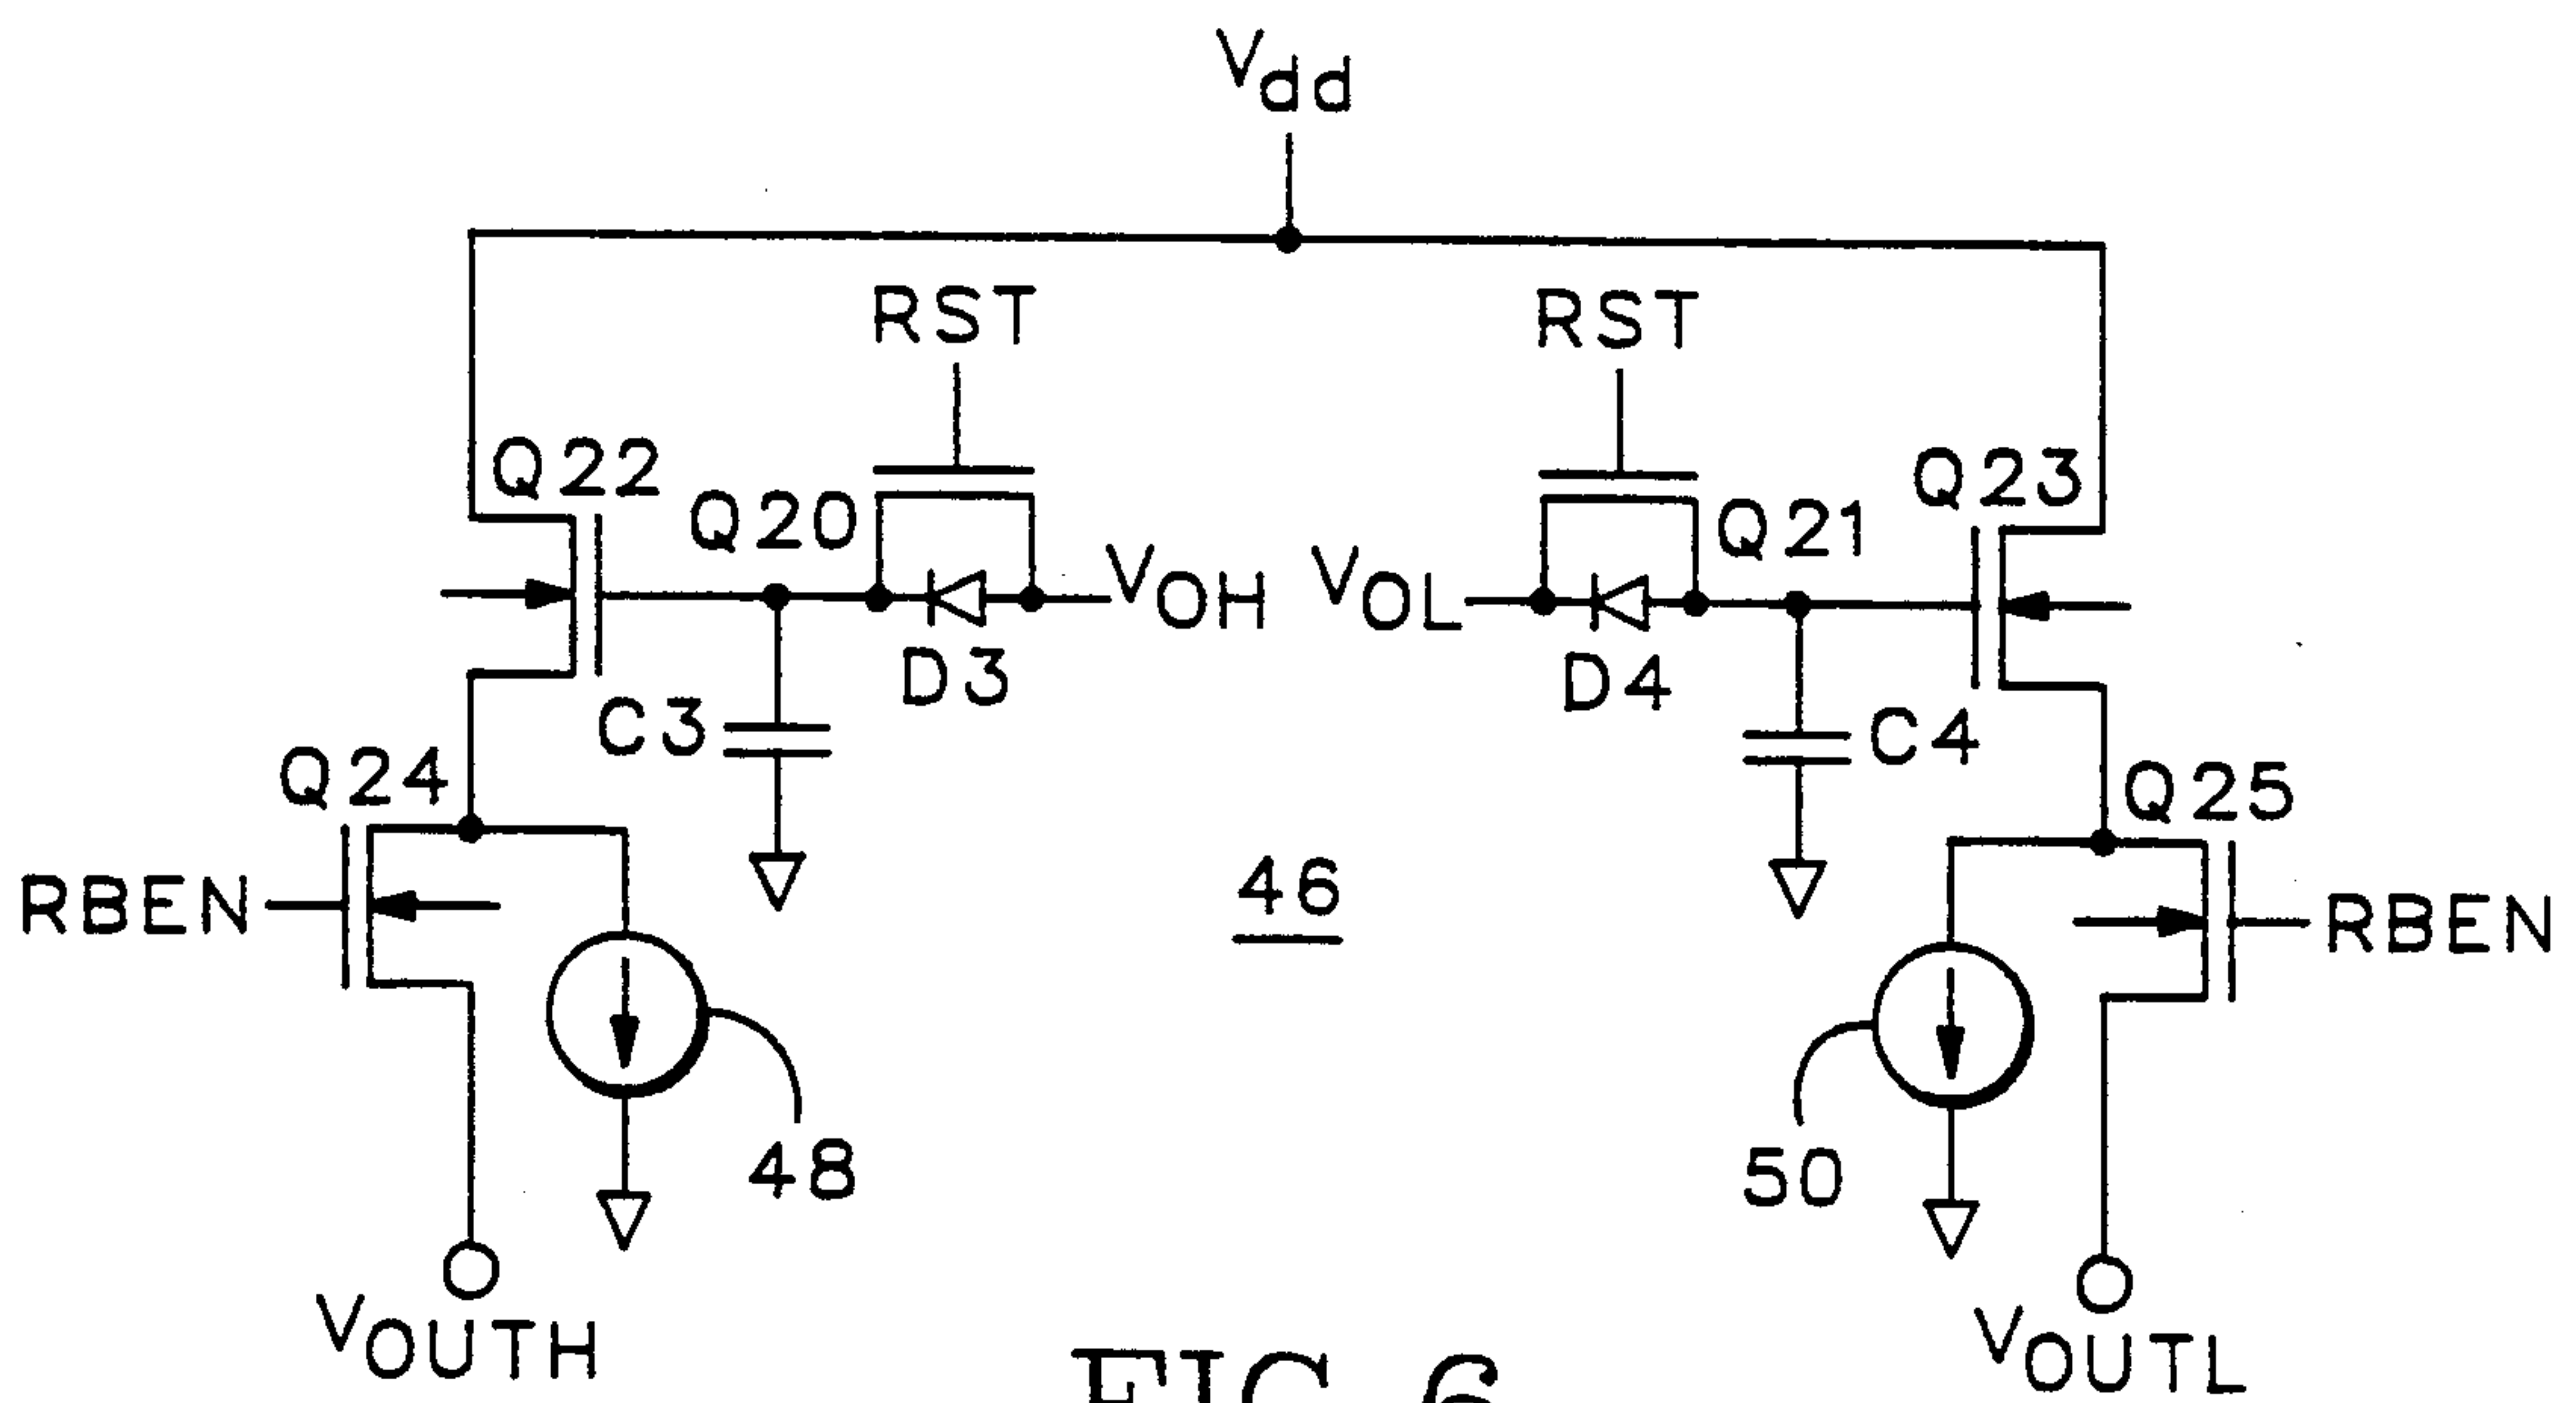 Vdd
RST
RST
Q22
Q20
VOH
VOL
Q21
Q23
D3
D4
C3
C4
Q24
Q25
RBEN
46
RBEN
48
50
VOUTH
VOUTL
FIG. 6